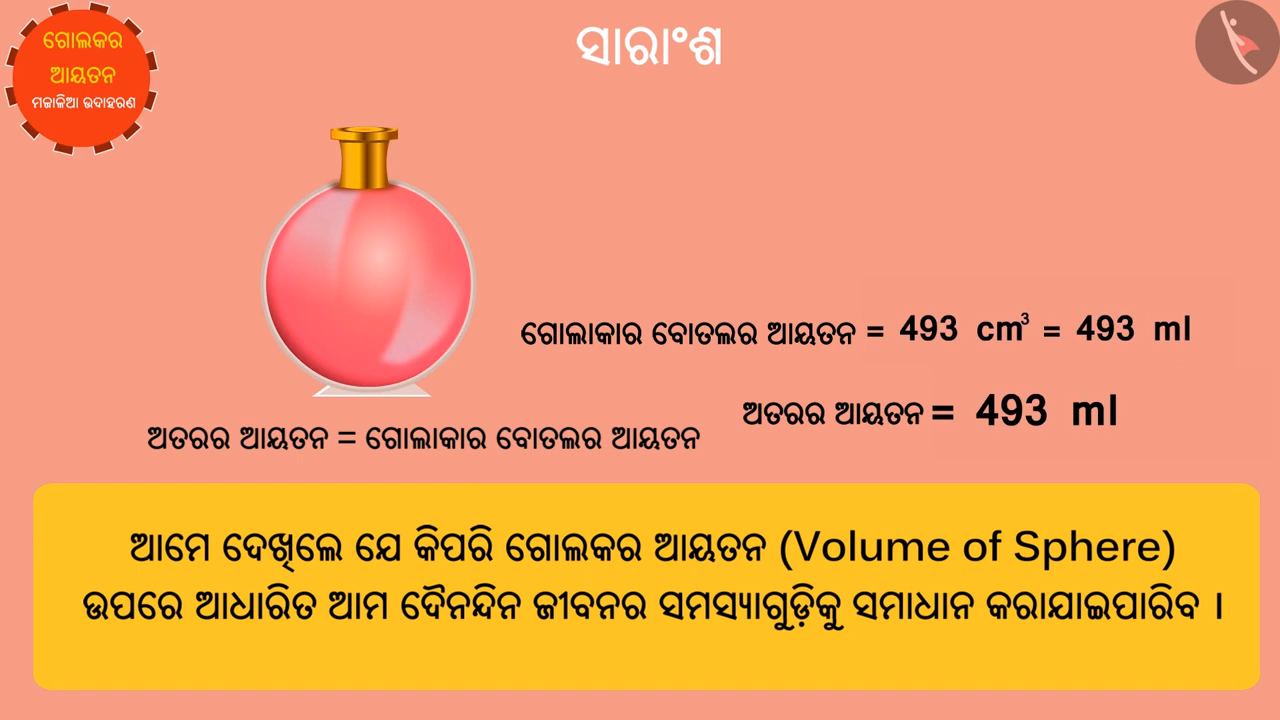 ଗୋଲକର
ଆୟତନ
ମଜାଳିଆ ଉଦାହରଣ
ସାରାଂଶ
ଗୋଲାକାର ବୋତଲର ଆୟତନ = 493 cm³ = 493 ml
ଅତରର ଆୟତନ = 493 ml
ଅତରର ଆୟତନ = ଗୋଲାକାର ବୋତଲର ଆୟତନ
ଆମେ ଦେଖିଲେ ଯେ କିପରି ଗୋଲକର ଆୟତନ (Volume of Sphere)
ଉପରେ ଆଧାରିତ ଆମ ଦୈନନ୍ଦିନ ଜୀବନର ସମସ୍ୟାଗୁଡ଼ିକୁ ସମାଧାନ କରାଯାଇପାରିବ ।